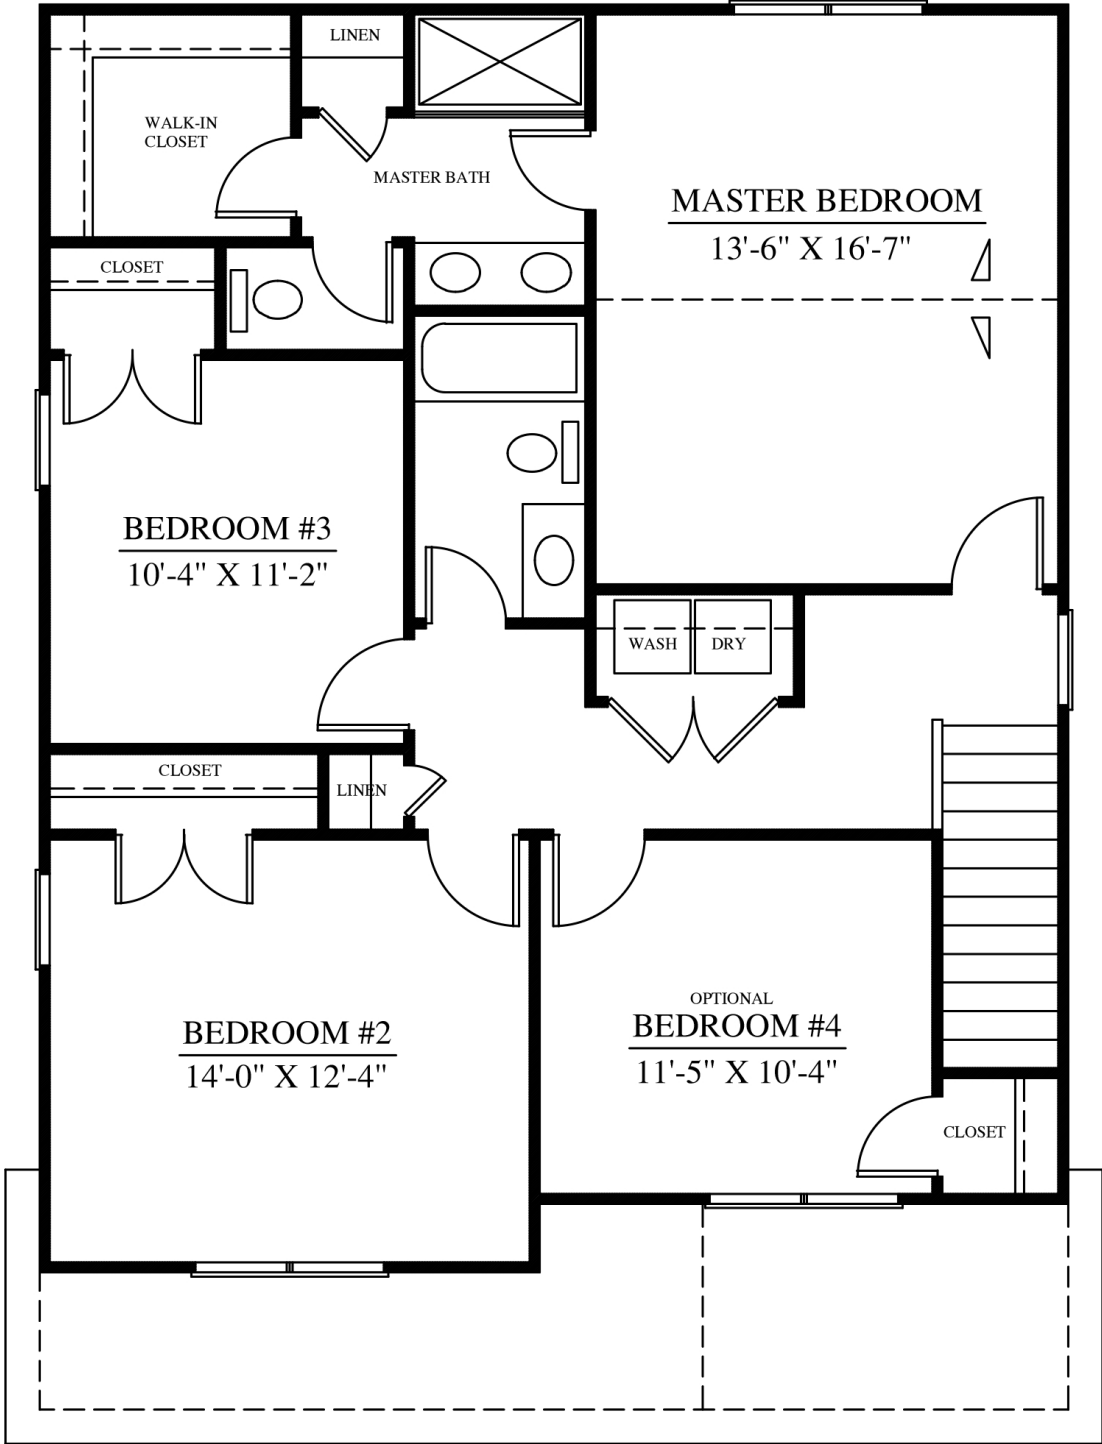 LINEN
WALK-IN
CLOSET
MASTER BATH
MASTER BEDROOM
13'-6" X 16'-7"
CLOSET
BEDROOM #3
10'-4" X 11'-2"
WASH
DRY
CLOSET
LINEN
BEDROOM #2
14'-0" X 12'-4"
OPTIONAL
BEDROOM #4
11'-5" X 10'-4"
CLOSET